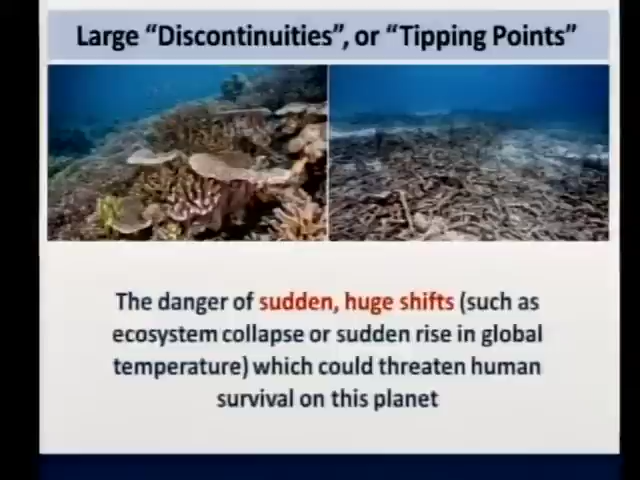 Large “Discontinuities”, or “Tipping Points”
The danger of sudden, huge shifts (such as
ecosystem collapse or sudden rise in global
temperature) which could threaten human
survival on this planet